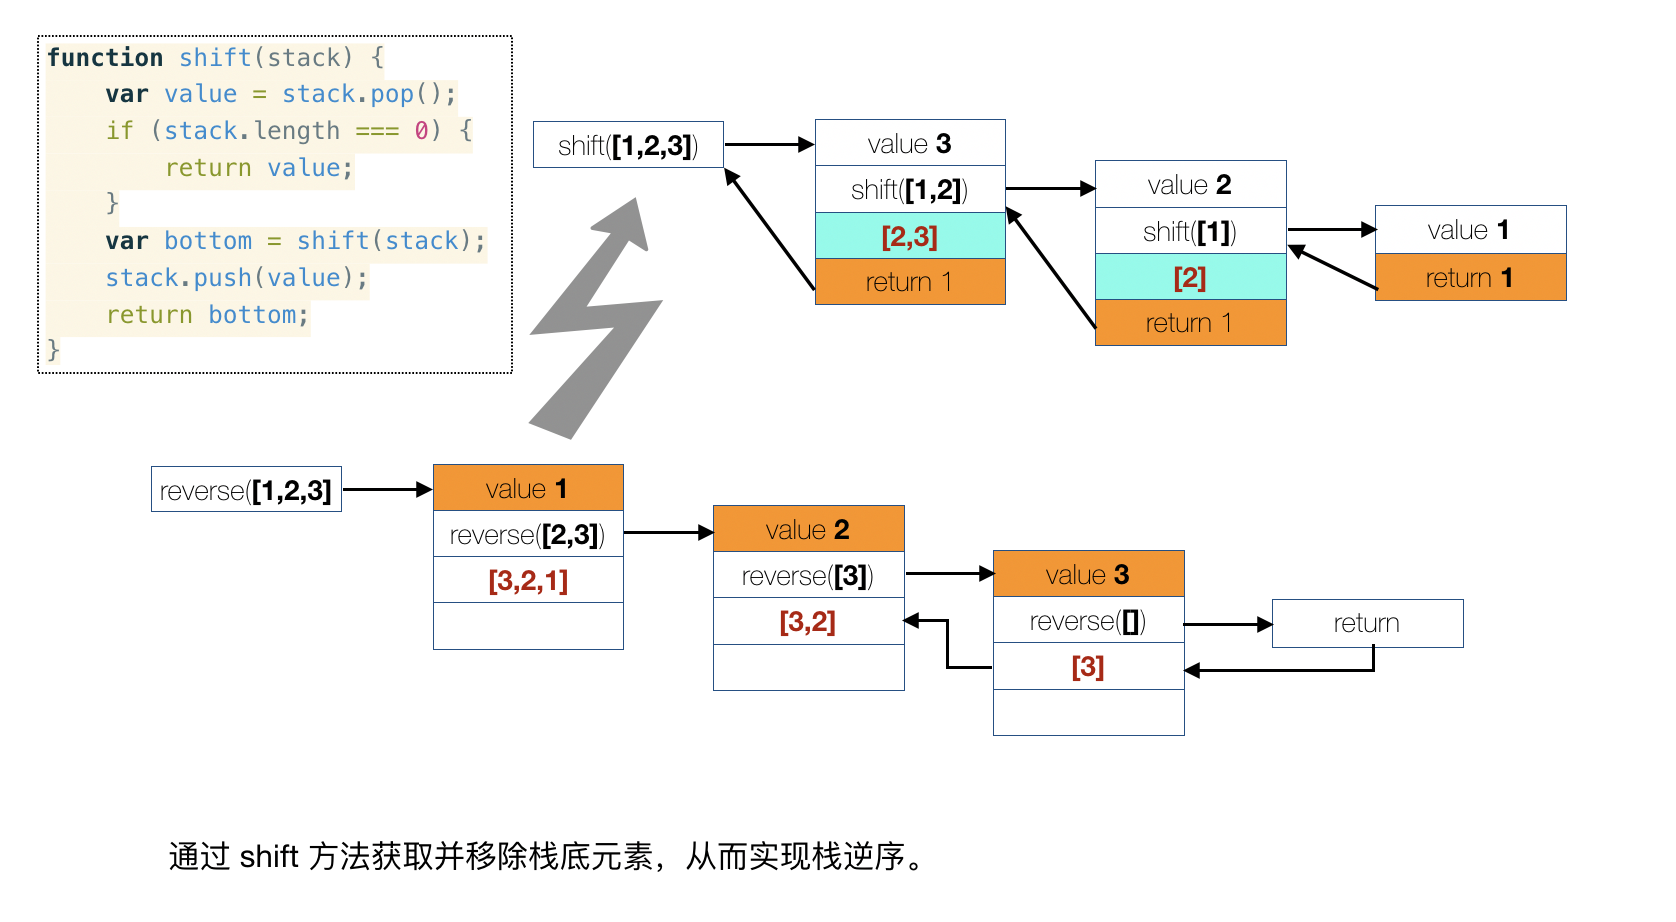 function shift(stack) {
    var value = stack.pop();
    if (stack.length === 0) {
        return value;
    }
    var bottom = shift(stack);
    stack.push(value);
    return bottom;
}
shift([1,2,3])
value 3
shift([1,2])
[2,3]
return 1
value 2
shift([1])
[2]
return 1
value 1
return 1
reverse([1,2,3]
value 1
reverse([2,3])
[3,2,1]
value 2
reverse([3])
[3,2]
value 3
reverse([])
[3]
return
通过 shift 方法获取并移除栈底元素，从而实现栈逆序。